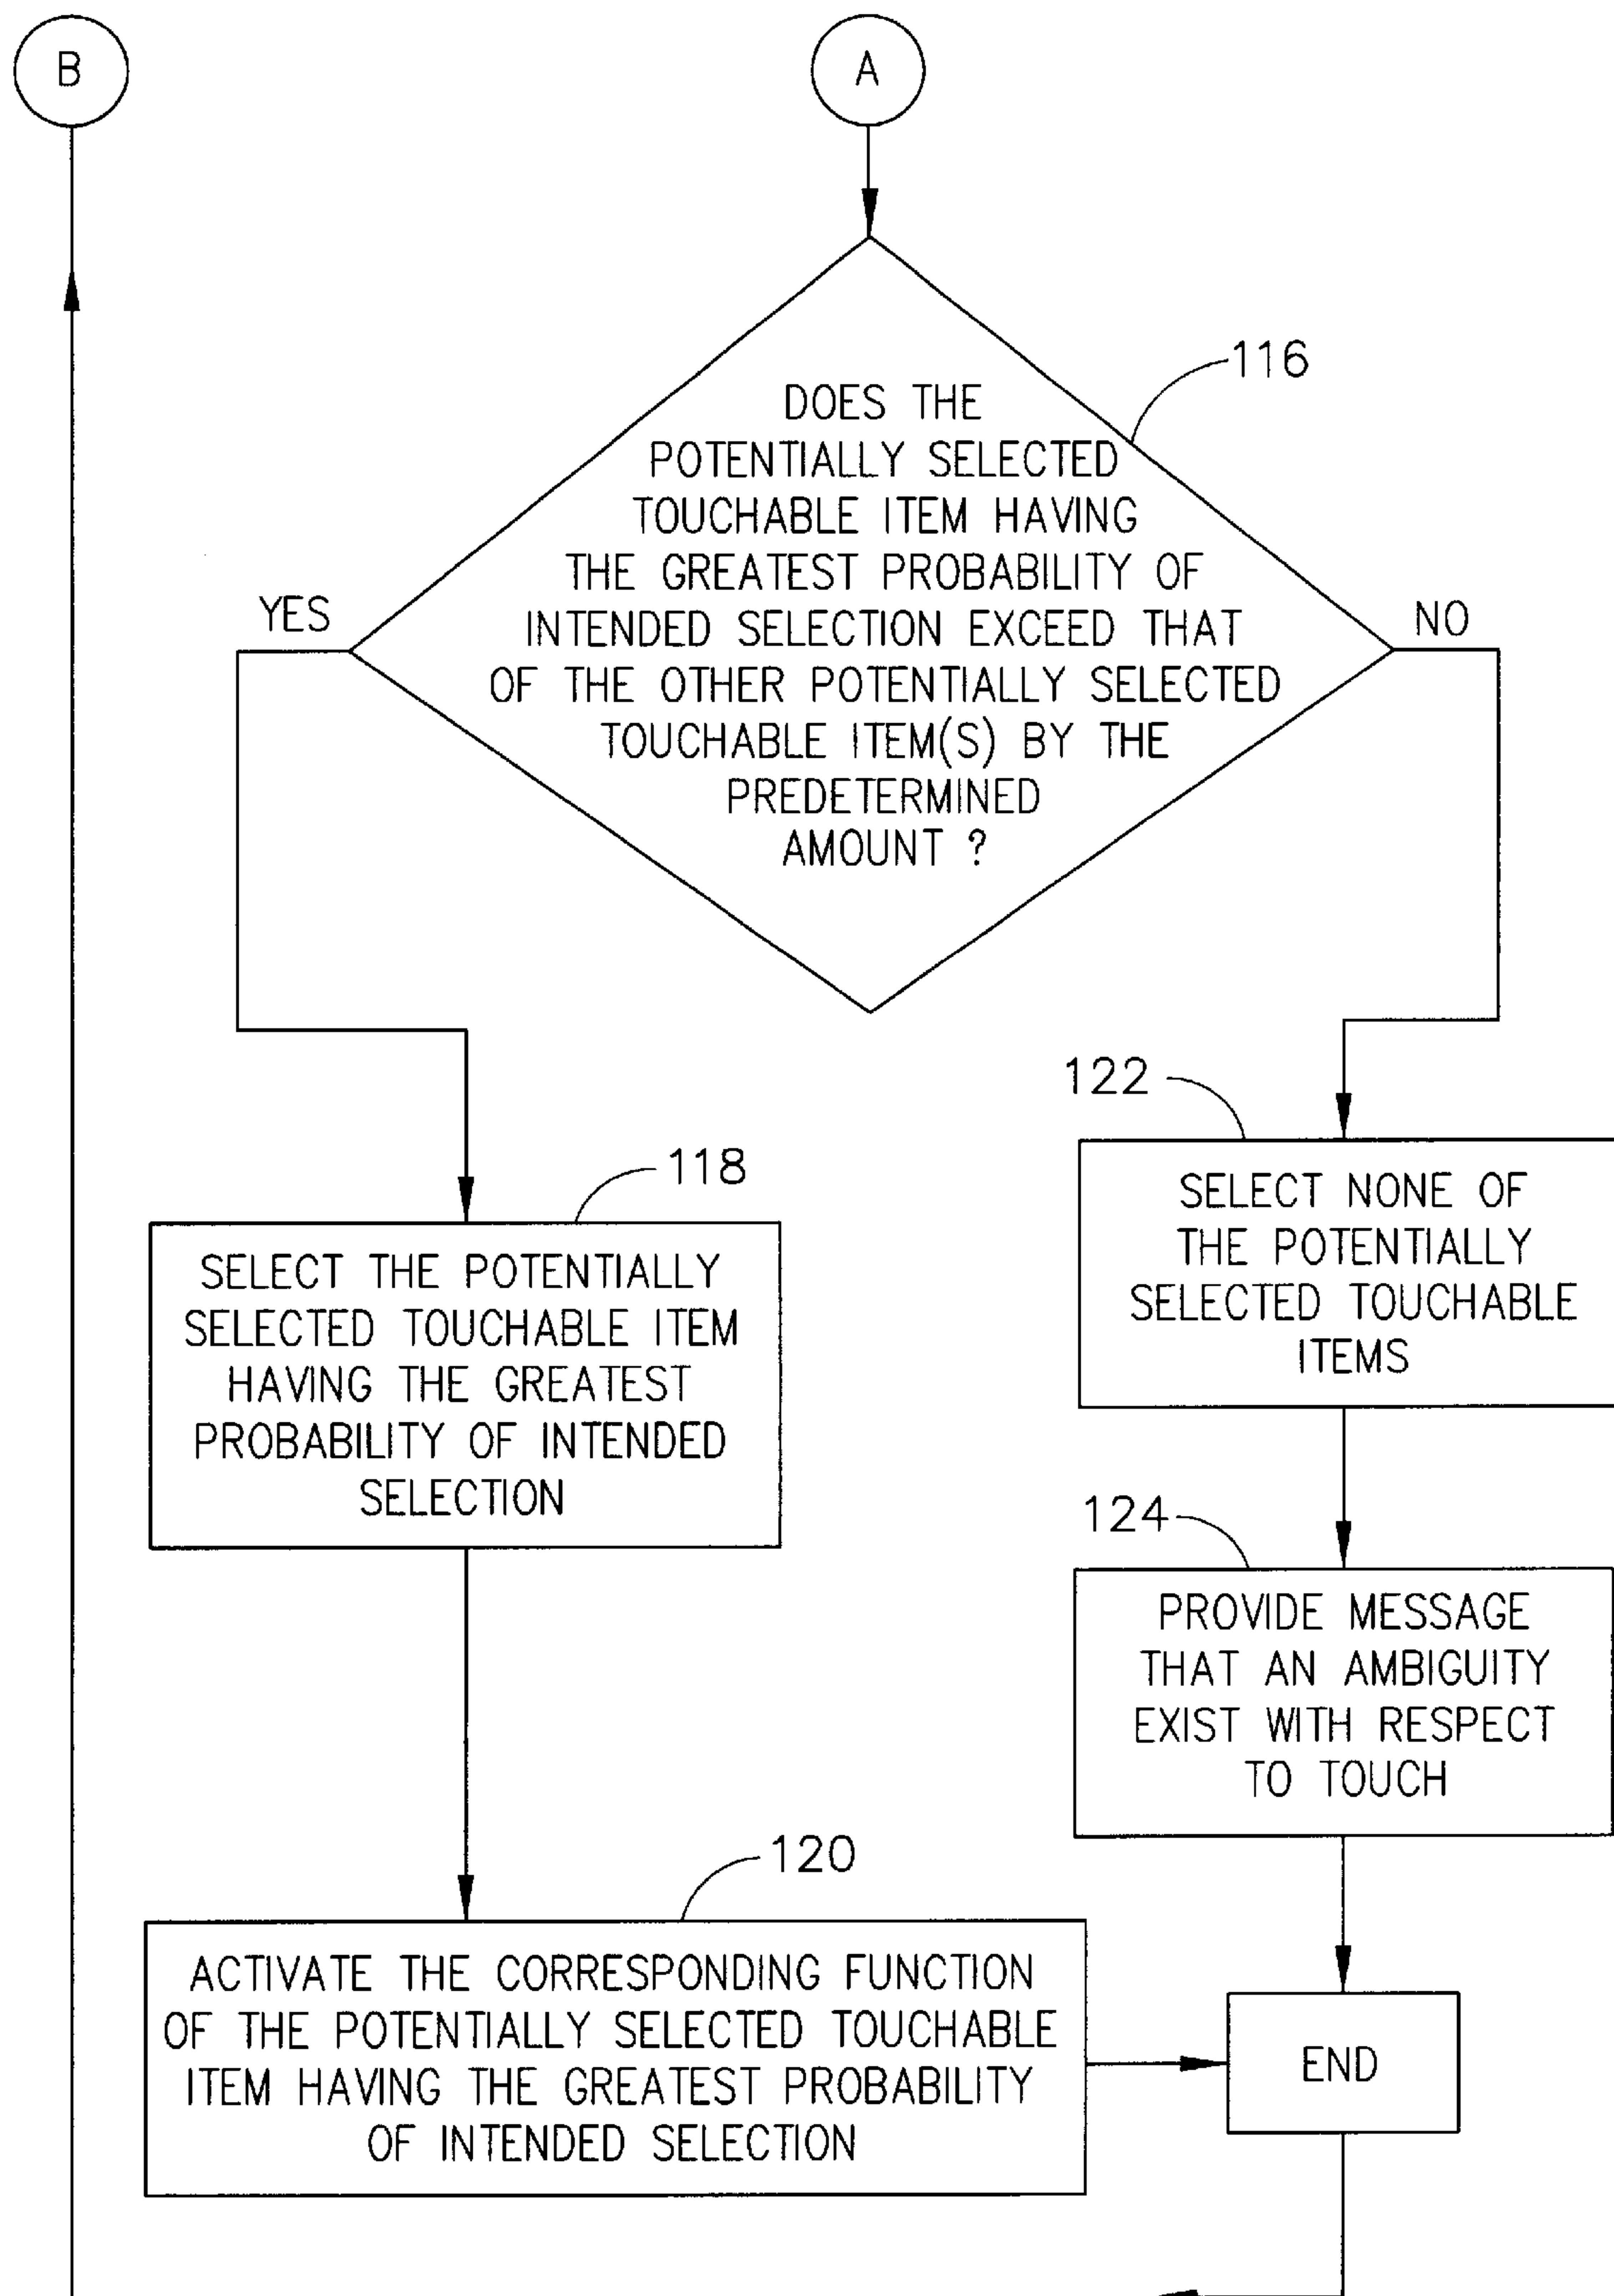 B
A
116
DOES THE
POTENTIALLY SELECTED
TOUCHABLE ITEM HAVING
THE GREATEST PROBABILITY OF
INTENDED SELECTION EXCEED THAT
OF THE OTHER POTENTIALLY SELECTED
TOUCHABLE ITEM(S) BY THE
PREDETERMINED
AMOUNT ?
YES
NO
118
SELECT THE POTENTIALLY
SELECTED TOUCHABLE ITEM
HAVING THE GREATEST
PROBABILITY OF INTENDED
SELECTION
122
SELECT NONE OF
THE POTENTIALLY
SELECTED TOUCHABLE
ITEMS
124
PROVIDE MESSAGE
THAT AN AMBIGUITY
EXIST WITH RESPECT
TO TOUCH
120
ACTIVATE THE CORRESPONDING FUNCTION
OF THE POTENTIALLY SELECTED TOUCHABLE
ITEM HAVING THE GREATEST PROBABILITY
OF INTENDED SELECTION
END